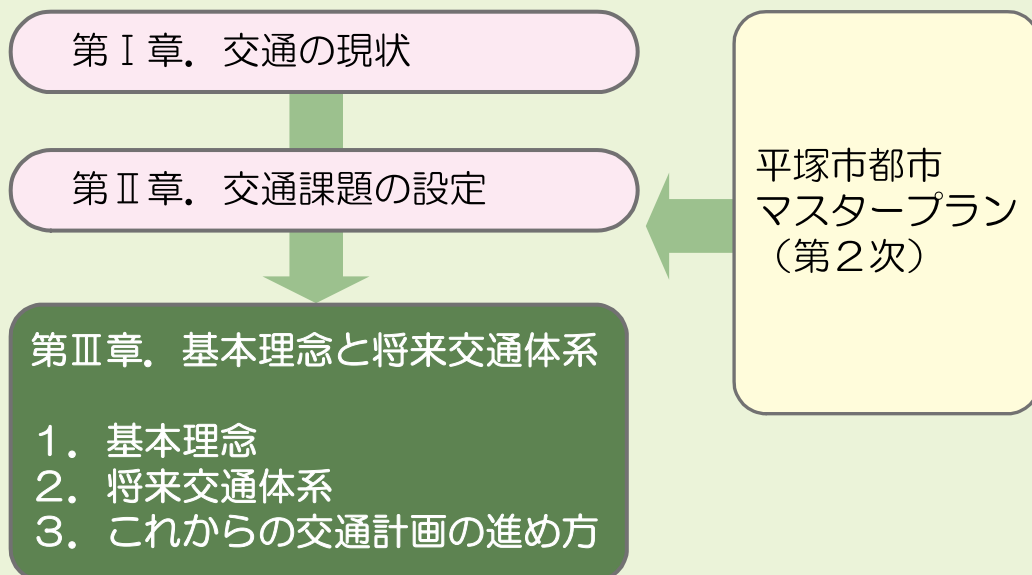 第Ⅰ章．交通の現状
第Ⅱ章．交通課題の設定
平塚市都市
マスタープラン
（第２次）
第Ⅲ章．基本理念と将来交通体系
１．基本理念
２．将来交通体系
３．これからの交通計画の進め方